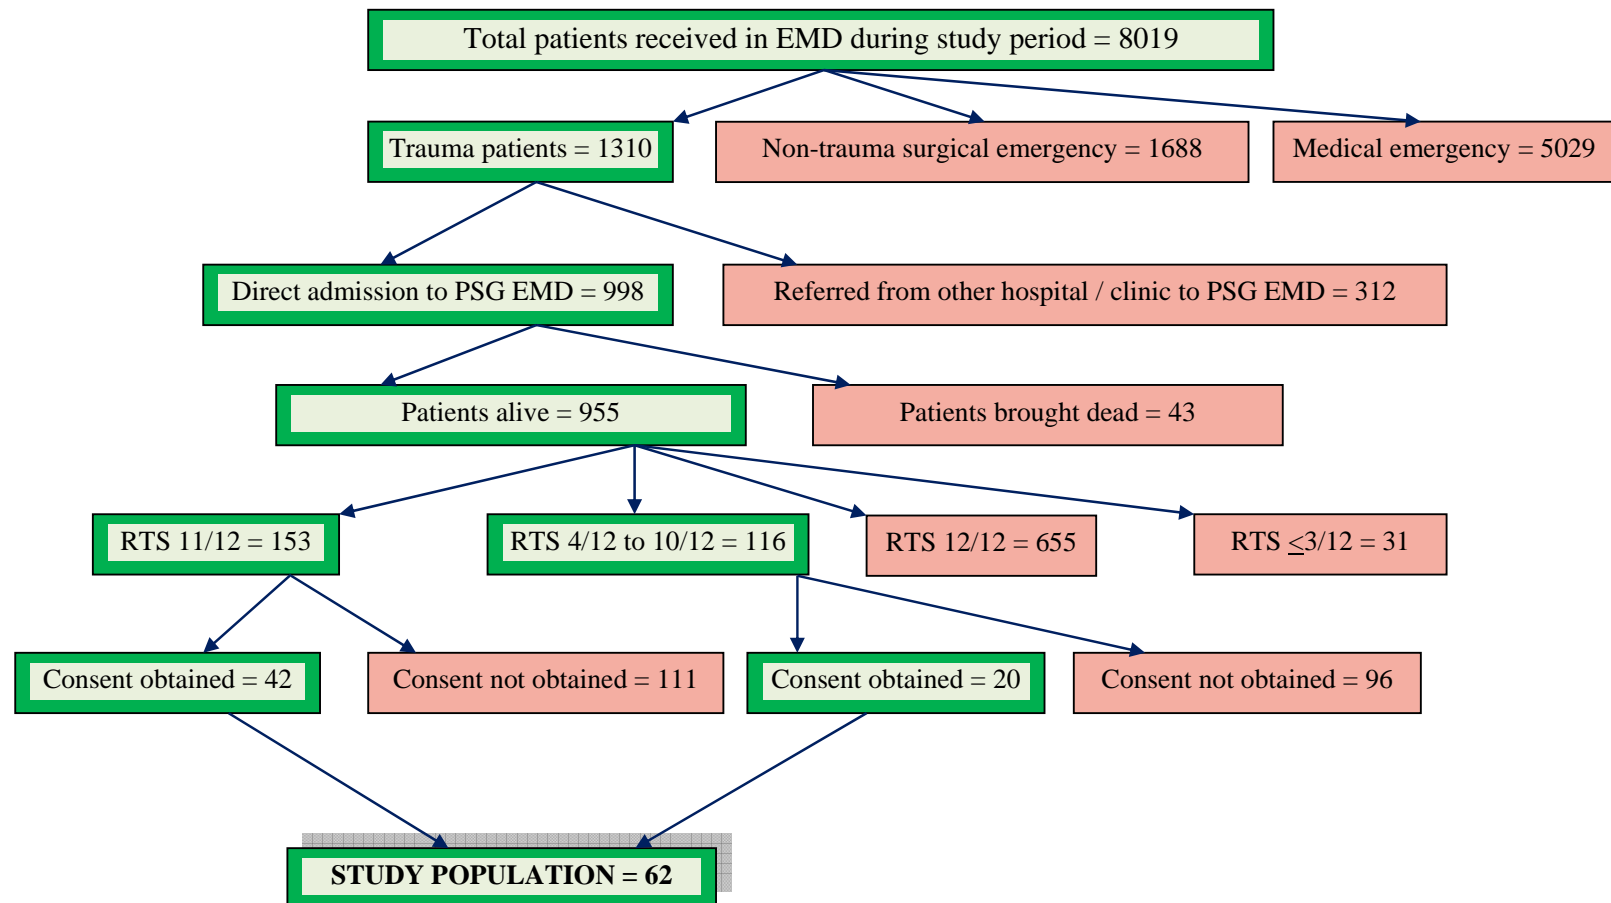 Total patients received in EMD during study period = 8019
Trauma patients = 1310
Non-trauma surgical emergency = 1688
Medical emergency = 5029
Direct admission to PSG EMD = 998
Referred from other hospital / clinic to PSG EMD = 312
Patients alive = 955
Patients brought dead = 43
RTS 11/12 = 153
RTS 4/12 to 10/12 = 116
RTS 12/12 = 655
RTS ≤3/12 = 31
Consent obtained = 42
Consent not obtained = 111
Consent obtained = 20
Consent not obtained = 96
STUDY POPULATION = 62